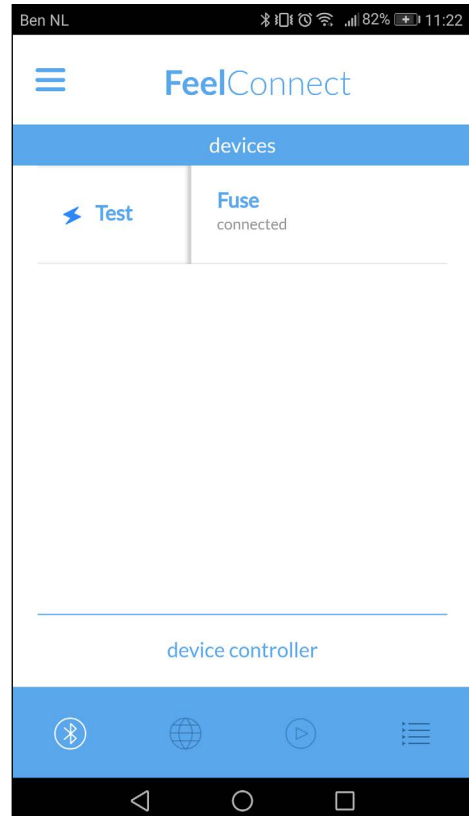 Ben NL 82% 11:22
FeelConnect
devices
Test
Fuse
connected
device controller